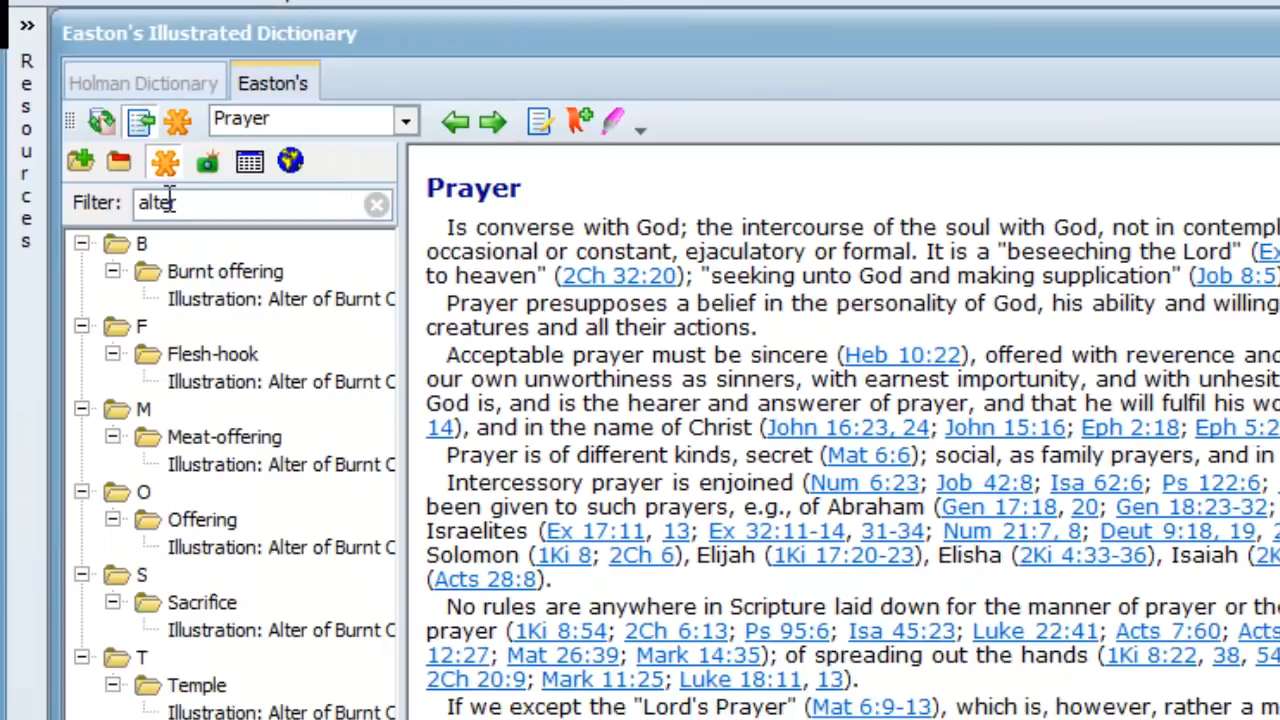 »
Resources
Easton's Illustrated Dictionary
Holman Dictionary Easton's
Prayer
Filter: alter
B
Burnt offering
Illustration: Alter of Burnt
F
Flesh-hook
Illustration: Alter of Burnt
M
Meat-offering
Illustration: Alter of Burnt
O
Offering
Illustration: Alter of Burnt
S
Sacrifice
Illustration: Alter of Burnt
T
Temple
Illustration: Alter of Burnt
Prayer
Is converse with God; the intercourse of the soul with God, not in contempl
occasional or constant, ejaculatory or formal. It is a "beseeching the Lord" (Ex
to heaven" (2Ch 32:20); "seeking unto God and making supplication" (Job 8:5)
Prayer presupposes a belief in the personality of God, his ability and willing
creatures and all their actions.
Acceptable prayer must be sincere (Heb 10:22), offered with reverence and
our own unworthiness as sinners, with earnest importunity, and with unhesit
God is, and is the hearer and answerer of prayer, and that he will fulfil his wo
14), and in the name of Christ (John 16:23, 24; John 15:16; Eph 2:18; Eph 5:2
Prayer is of different kinds, secret (Mat 6:6); social, as family prayers, and in
Intercessory prayer is enjoined (Num 6:23; Job 42:8; Isa 62:6; Ps 122:6;
been given to such prayers, e.g., of Abraham (Gen 17:18, 20; Gen 18:23-32;
Israelites (Ex 17:11, 13; Ex 32:11-14, 31-34; Num 21:7, 8; Deut 9:18, 19, 2
Solomon (1Ki 8; 2Ch 6), Elijah (1Ki 17:20-23), Elisha (2Ki 4:33-36), Isaiah (2K
(Acts 28:8).
No rules are anywhere in Scripture laid down for the manner of prayer or the
prayer (1Ki 8:54; 2Ch 6:13; Ps 95:6; Isa 45:23; Luke 22:41; Acts 7:60; Acts
12:27; Mat 26:39; Mark 14:35); of spreading out the hands (1Ki 8:22, 38, 54
2Ch 20:9; Mark 11:25; Luke 18:11, 13).
If we except the "Lord's Prayer" (Mat 6:9-13), which is, however, rather a m